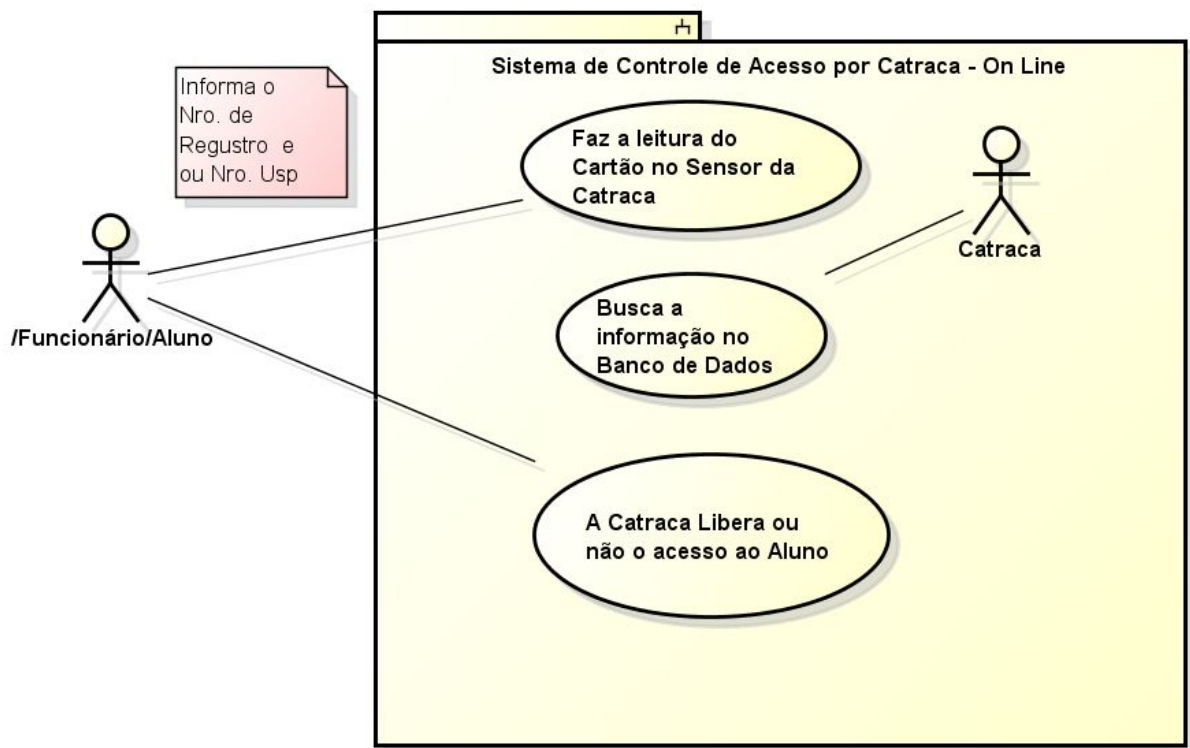 Sistema de Controle de Acesso por Catraca - On Line
Informa o
Nro. de
Regustro e
ou Nro. Usp
Faz a leitura do
Cartão no Sensor da
Catraca
Catraca
/Funcionário/Aluno
Busca a
informação no
Banco de Dados
A Catraca Libera ou
não o acesso ao Aluno